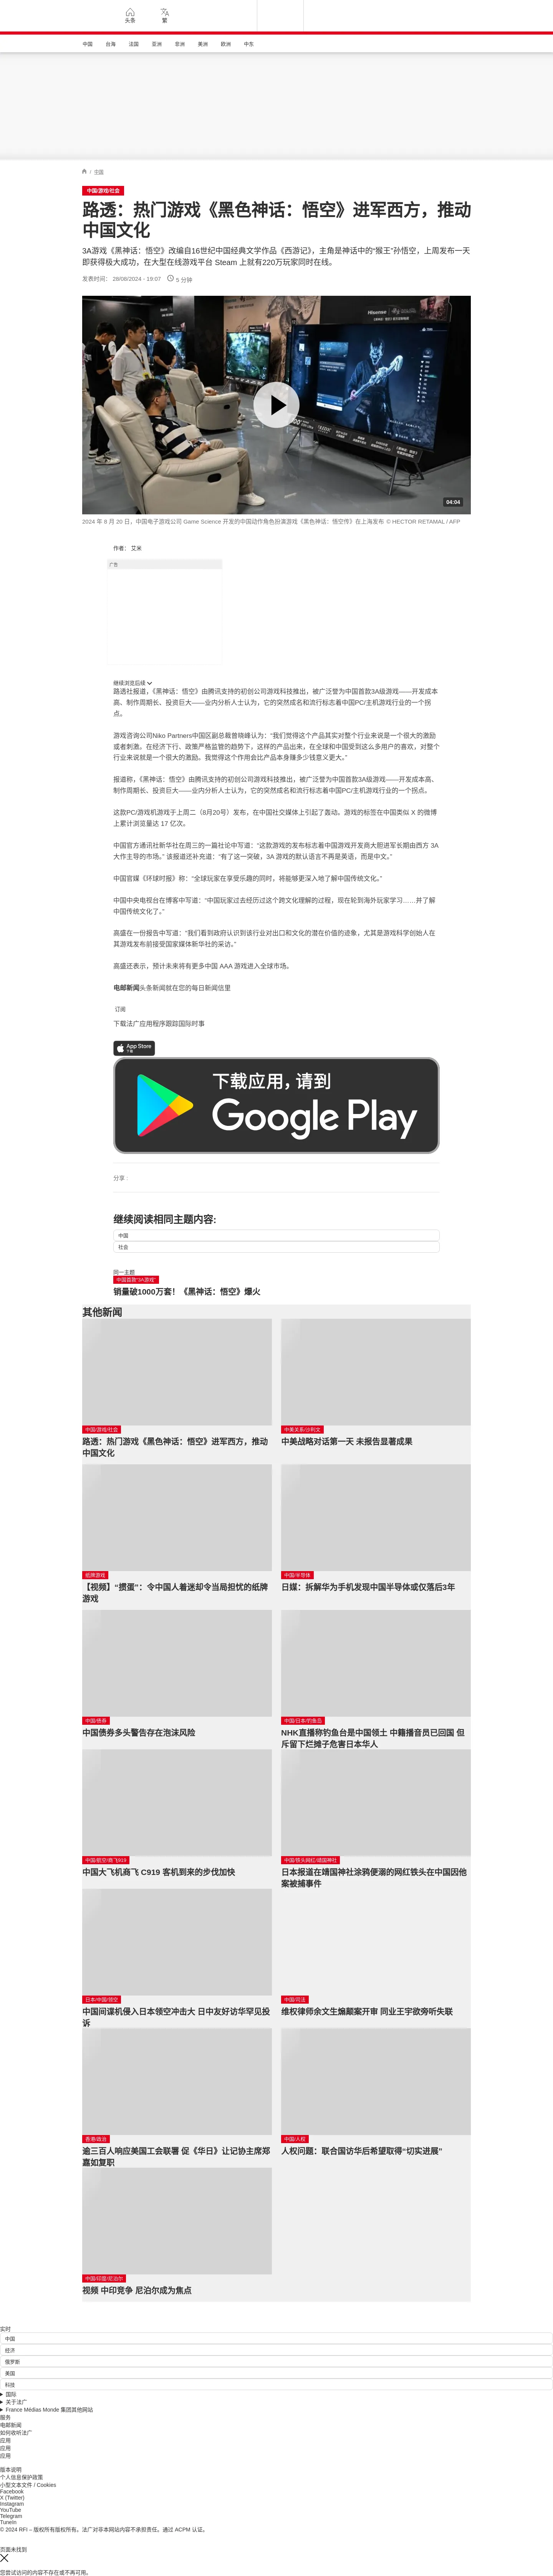 头条
繁
中国
台海
法国
亚洲
非洲
美洲
欧洲
中东
主页
中国/游戏/社会
路透：热门游戏《黑色神话：悟空》进军西方，推动
中国文化
3A游戏《黑神话：悟空》改编自16世纪中国经典文学作品《西游记》，主角是神话中的“猴王”孙悟空，上周发布一天
即获得极大成功，在大型在线游戏平台 Steam 上就有220万玩家同时在线。
发表时间： 28/08/2024 - 19:07
5 分钟
Hisense
04:04
2024 年 8 月 20 日，中国电子游戏公司 Game Science 开发的中国动作角色扮演游戏《黑色神话：悟空传》在上海发布 © HECTOR RETAMAL / AFP
作者： 艾米
广告
继续浏览后续
路透社报道，《黑神话：悟空》由腾讯支持的初创公司游戏科技推出，被广泛誉为中国首款3A级游戏——开发成本
高、制作周期长、投资巨大——业内分析人士认为，它的突然成名和流行标志着中国PC/主机游戏行业的一个拐
点。
游戏咨询公司Niko Partners中国区副总裁曾晓峰认为：“我们觉得这个产品其实对整个行业来说是一个很大的激励
或者刺激。在经济下行、政策严格监管的趋势下，这样的产品出来，在全球和中国受到这么多用户的喜欢，对整个
行业来说就是一个很大的激励。我觉得这个作用会比产品本身赚多少钱意义更大。”
报道称，《黑神话：悟空》由腾讯支持的初创公司游戏科技推出，被广泛誉为中国首款3A级游戏——开发成本高、
制作周期长、投资巨大——业内分析人士认为，它的突然成名和流行标志着中国PC/主机游戏行业的一个拐点。
这款PC/游戏机游戏于上周二（8月20号）发布，在中国社交媒体上引起了轰动。游戏的标签在中国类似 X 的微博
上累计浏览量达 17 亿次。
中国官方通讯社新华社在周三的一篇社论中写道：“这款游戏的发布标志着中国游戏开发商大胆进军长期由西方 3A
大作主导的市场。” 该报道还补充道：“有了这一突破，3A 游戏的默认语言不再是英语，而是中文。”
中国官媒《环球时报》称：“全球玩家在享受乐趣的同时，将能够更深入地了解中国传统文化。”
中国中央电视台在博客中写道：“中国玩家过去经历过这个跨文化理解的过程，现在轮到海外玩家学习……并了解
中国传统文化了。”
高盛在一份报告中写道：“我们看到政府认识到该行业对出口和文化的潜在价值的迹象，尤其是游戏科学创始人在
其游戏发布前接受国家媒体新华社的采访。”
高盛还表示，预计未来将有更多中国 AAA 游戏进入全球市场。
电邮新闻头条新闻就在您的每日新闻信里
订阅
下载法广应用程序跟踪国际时事
App Store
下载
下载应用，请到
Google Play
分享 :
继续阅读相同主题内容:
中国
社会
同一主题
中国首款“3A游戏”
销量破1000万套！《黑神话：悟空》爆火
其他新闻
中国/游戏/社会
路透：热门游戏《黑色神话：悟空》进军西方，推动
中国文化
中美关系/沙利文
中美战略对话第一天 未报告显著成果
纸牌游戏
【视频】“掼蛋”：令中国人着迷却令当局担忧的纸牌
游戏
中国/半导体
日媒：拆解华为手机发现中国半导体或仅落后3年
中国/债券
中国债券多头警告存在泡沫风险
中国/日本/钓鱼岛
NHK直播称钓鱼台是中国领土 中籍播音员已回国 但
斥留下烂摊子危害日本华人
中国/航空/商飞919
中国大飞机商飞 C919 客机到来的步伐加快
中国/铁头网红/靖国神社
日本报道在靖国神社涂鸦便溺的网红铁头在中国因他
案被捕事件
日本/中国/领空
中国间谍机侵入日本领空冲击大 日中友好访华罕见投
诉
中国/司法
维权律师余文生煽颠案开审 同业王宇欲旁听失联
香港/政治
逾三百人响应美国工会联署 促《华日》让记协主席郑
嘉如复职
中国/人权
人权问题：联合国访华后希望取得“切实进展”
中国/印度/尼泊尔
视频 中印竞争 尼泊尔成为焦点
实时
中国
经济
俄罗斯
美国
科技
国际
关于法广
France Médias Monde 集团其他网站
服务
电邮新闻
如何收听法广
应用
应用
应用
版本说明
个人信息保护政策
小型文本文件 / Cookies
Facebook
X (Twitter)
Instagram
YouTube
Telegram
TuneIn
© 2024 RFI – 版权所有版权所有。法广对非本网站内容不承担责任。通过 ACPM 认证。
页面未找到
您尝试访问的内容不存在或不再可用。